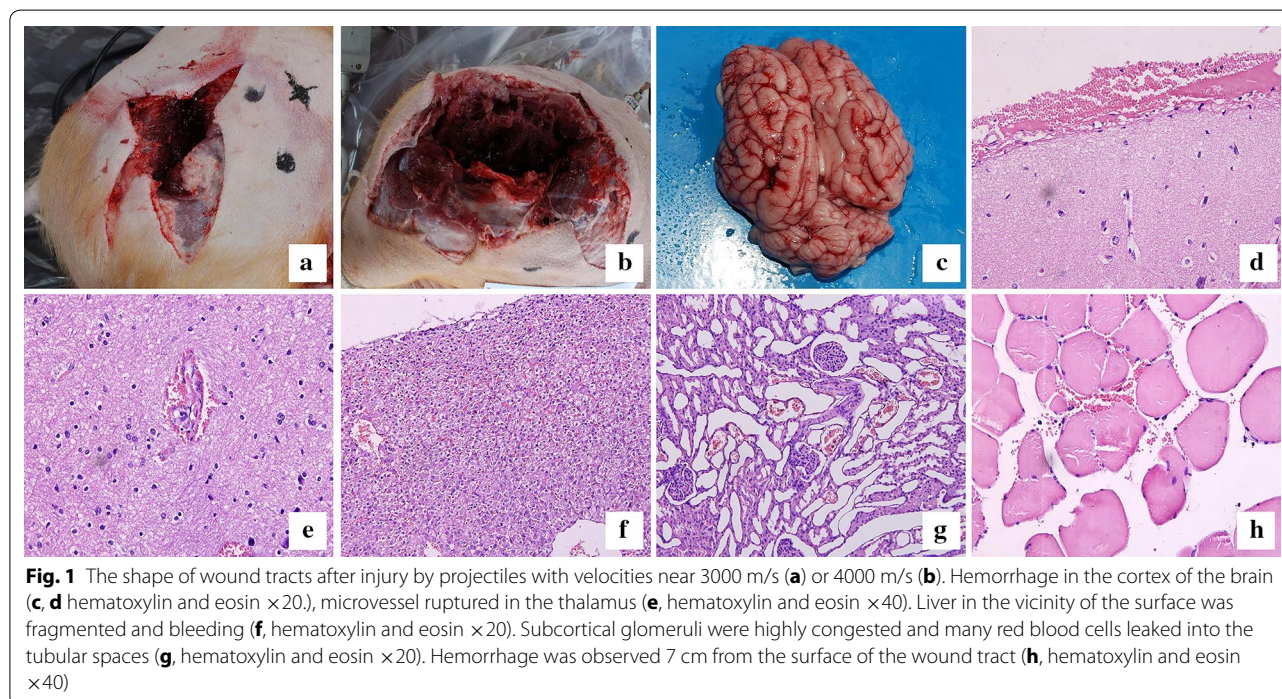 a
b
c
d
e
f
g
h
Fig. 1 The shape of wound tracts after injury by projectiles with velocities near 3000 m/s (a) or 4000 m/s (b). Hemorrhage in the cortex of the brain
(c, d hematoxylin and eosin ×20.), microvessel ruptured in the thalamus (e, hematoxylin and eosin ×40). Liver in the vicinity of the surface was
fragmented and bleeding (f, hematoxylin and eosin ×20). Subcortical glomeruli were highly congested and many red blood cells leaked into the
tubular spaces (g, hematoxylin and eosin ×20). Hemorrhage was observed 7 cm from the surface of the wound tract (h, hematoxylin and eosin
×40)